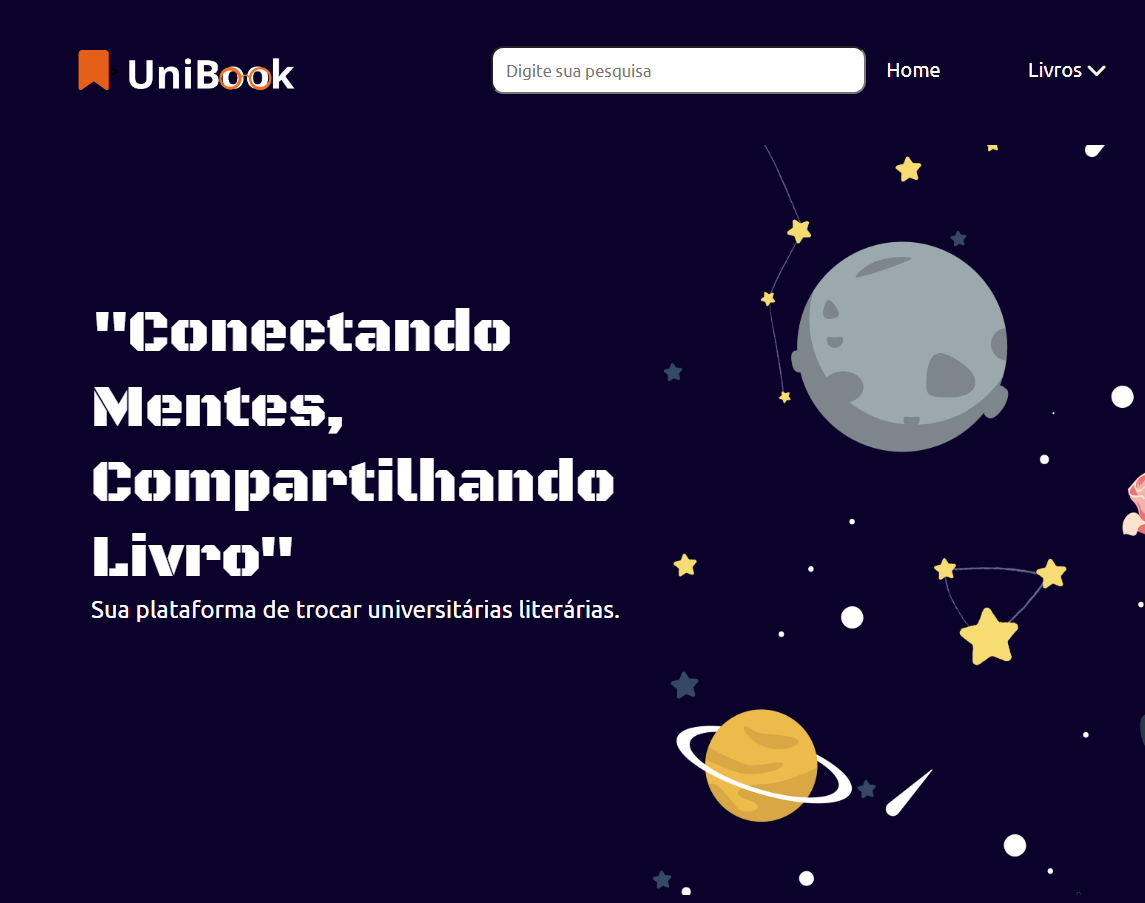 UniBook
Digite sua pesquisa
Home
Livros
"Conectando
Mentes,
Compartilhando
Livro"
Sua plataforma de trocar universitárias literárias.